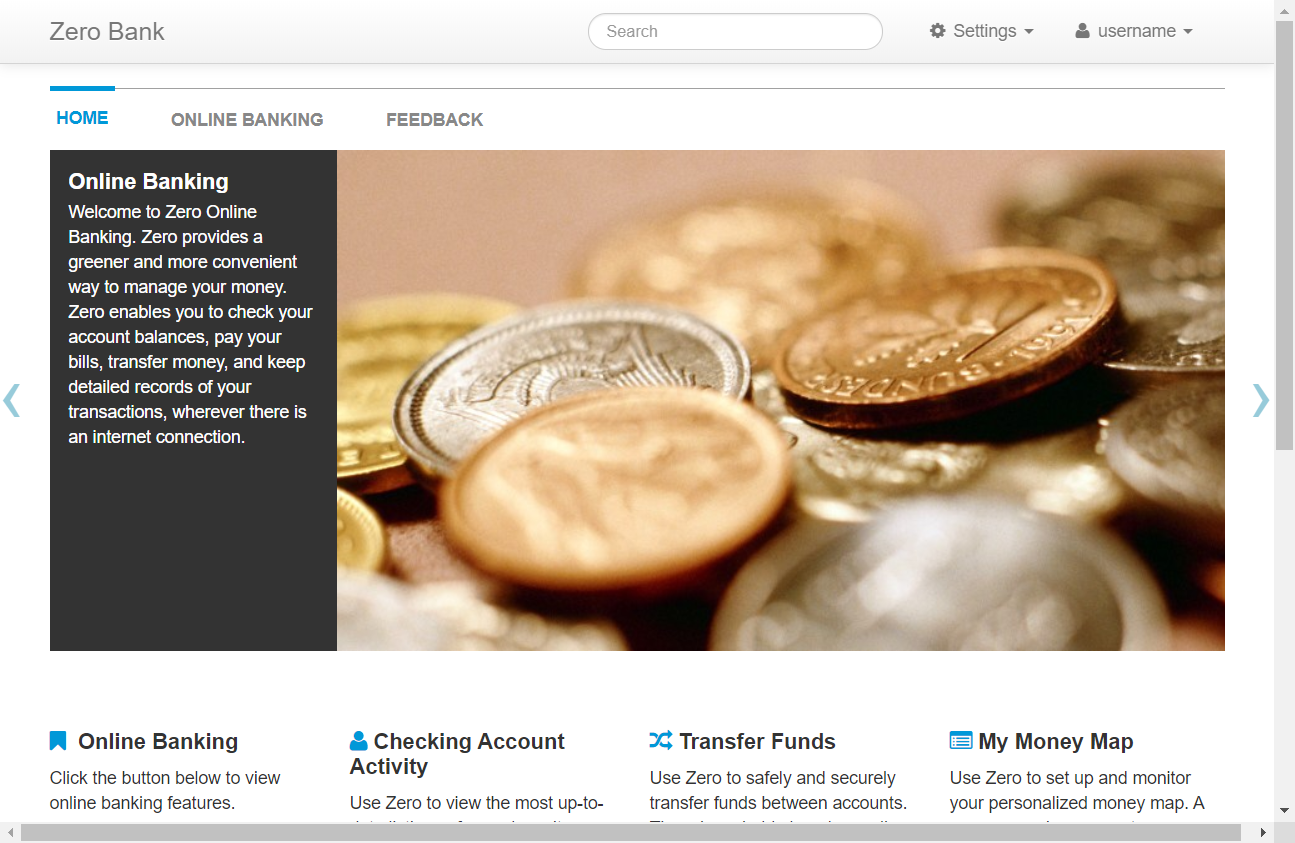 Zero Bank
Search
Settings
username
HOME
ONLINE BANKING
FEEDBACK
Online Banking
Welcome to Zero Online
Banking. Zero provides a
greener and more convenient
way to manage your money.
Zero enables you to check your
account balances, pay your
bills, transfer money, and keep
detailed records of your
transactions, wherever there is
an internet connection.
Online Banking
Click the button below to view
online banking features.
Checking Account
Activity
Use Zero to view the most up-to-
Transfer Funds
Use Zero to safely and securely
transfer funds between accounts.
My Money Map
Use Zero to set up and monitor
your personalized money map. A